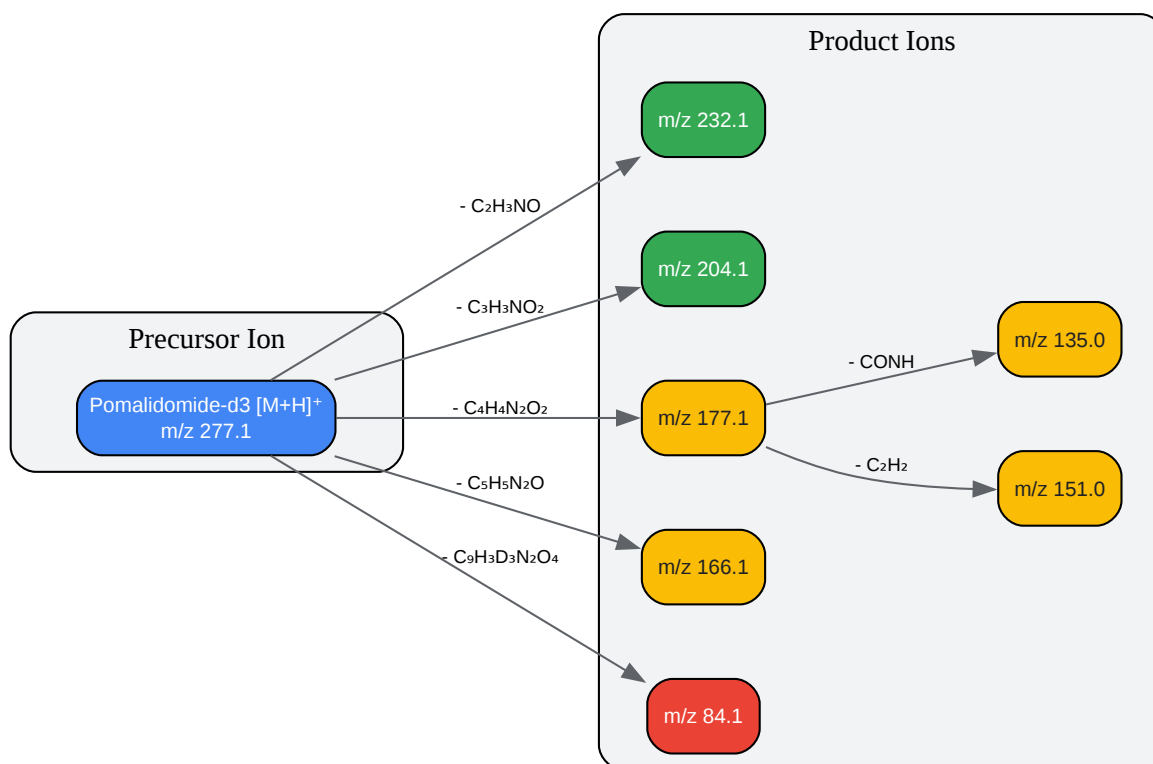 Product Ions
m/z 232.1
- C₂H₃NO
m/z 204.1
- C₃H₃NO₂
Precursor Ion
m/z 135.0
- CONH
Pomalidomide-d3 [M+H]⁺
m/z 277.1
- C₄H₄N₂O₂
m/z 177.1
- C₂H₂
m/z 151.0
- C₅H₅N₂O
- C₉H₃D₃N₂O₄
m/z 166.1
m/z 84.1